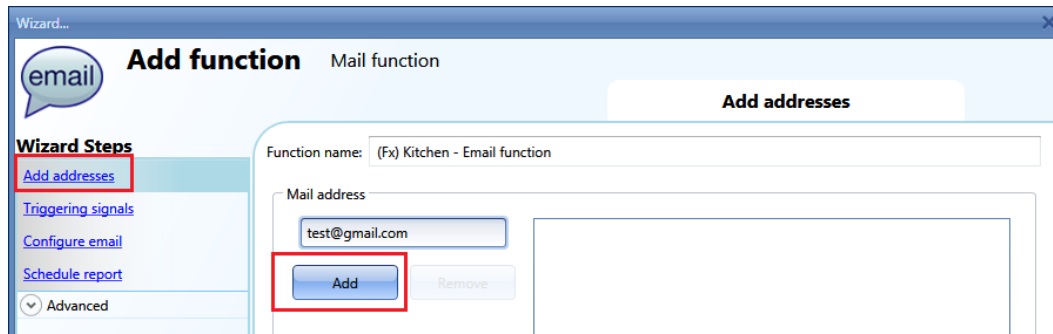 Wizard...
email
Add function Mail function
Add addresses
Wizard Steps
Add addresses
Triggering signals
Configure email
Schedule report
Advanced
Function name: (Fx) Kitchen - Email function
Mail address
test@gmail.com
Add Remove